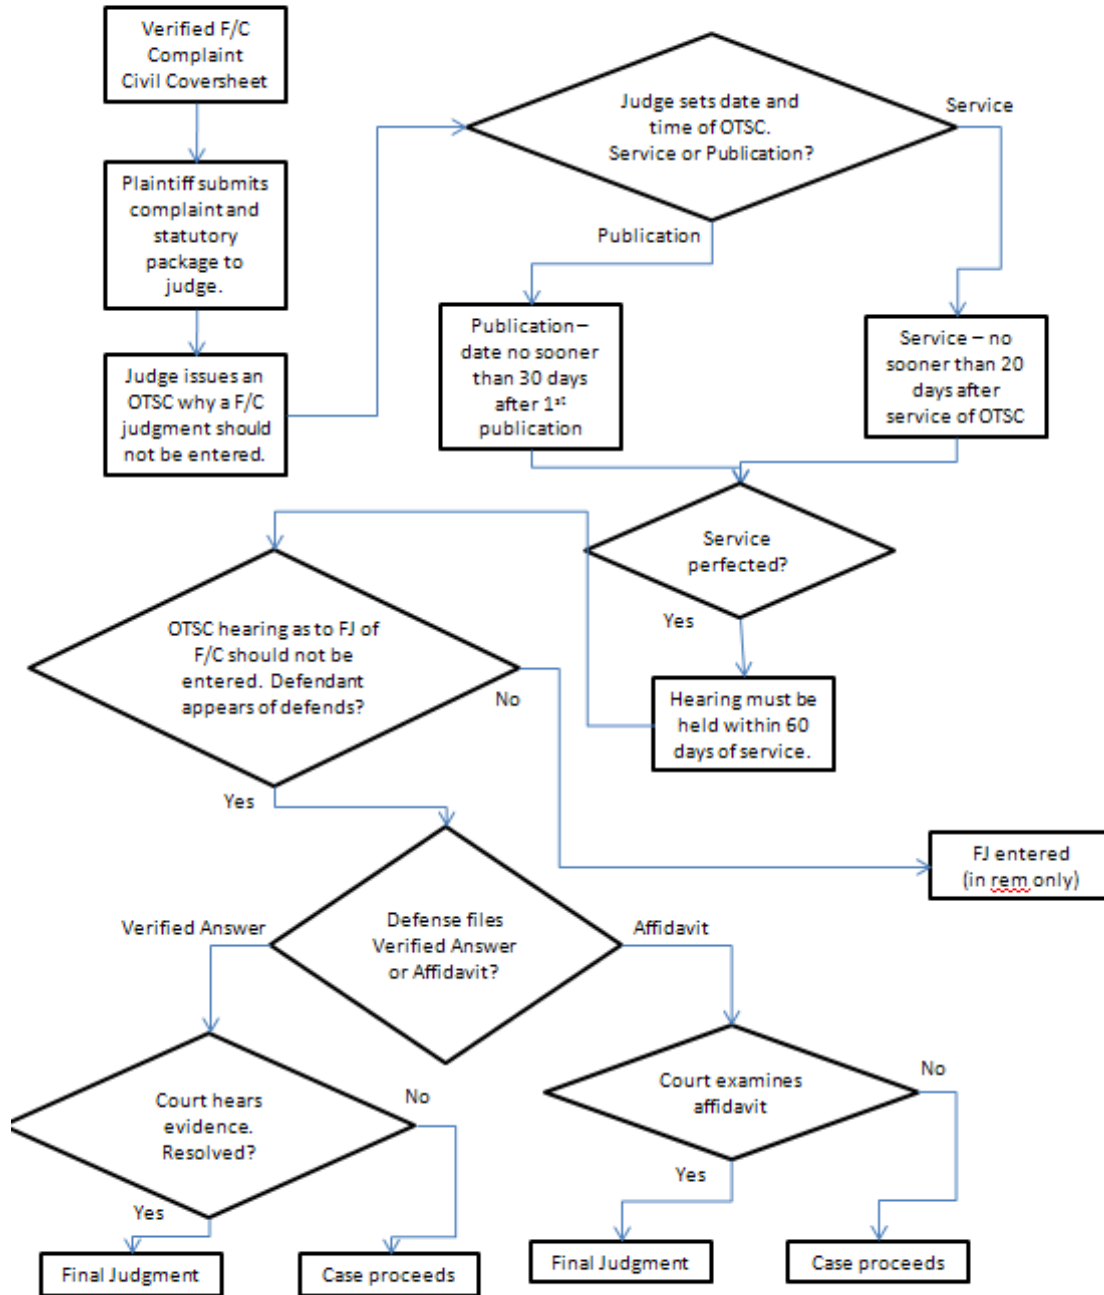 Verified F/C
Complaint
Civil Coversheet
Plaintiff submits
complaint and
statutory
package to
judge.
Judge issues an
OTSC why a F/C
judgment should
not be entered.
Judge sets date and
time of OTSC.
Service or Publication?
Service
Publication
Publication –
date no sooner
than 30 days
after 1st
publication
Service – no
sooner than 20
days after
service of OTSC
Service
perfected?
Yes
Hearing must be
held within 60
days of service.
OTSC hearing as to FJ of
F/C should not be
entered. Defendant
appears of defends?
No
Yes
FJ entered
(in rem only)
Defense files
Verified Answer
or Affidavit?
Verified Answer
Affidavit
Court hears
evidence.
Resolved?
No
Yes
Court examines
affidavit
No
Yes
Final Judgment
Case proceeds
Final Judgment
Case proceeds